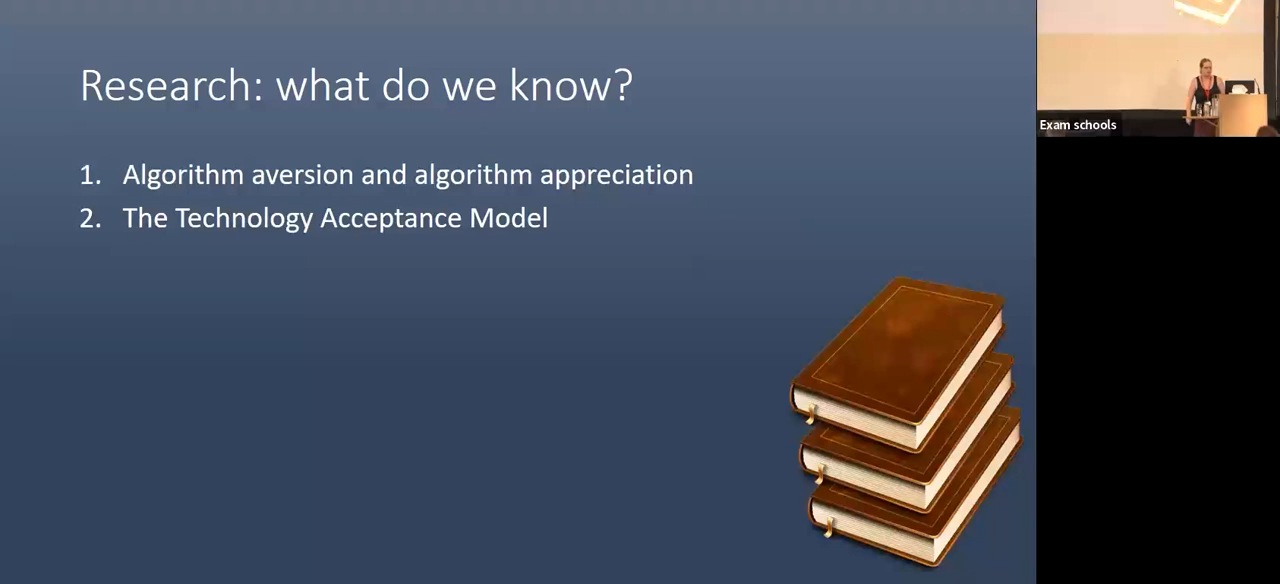 Research: what do we know?
1. Algorithm aversion and algorithm appreciation
2. The Technology Acceptance Model
Exam schools